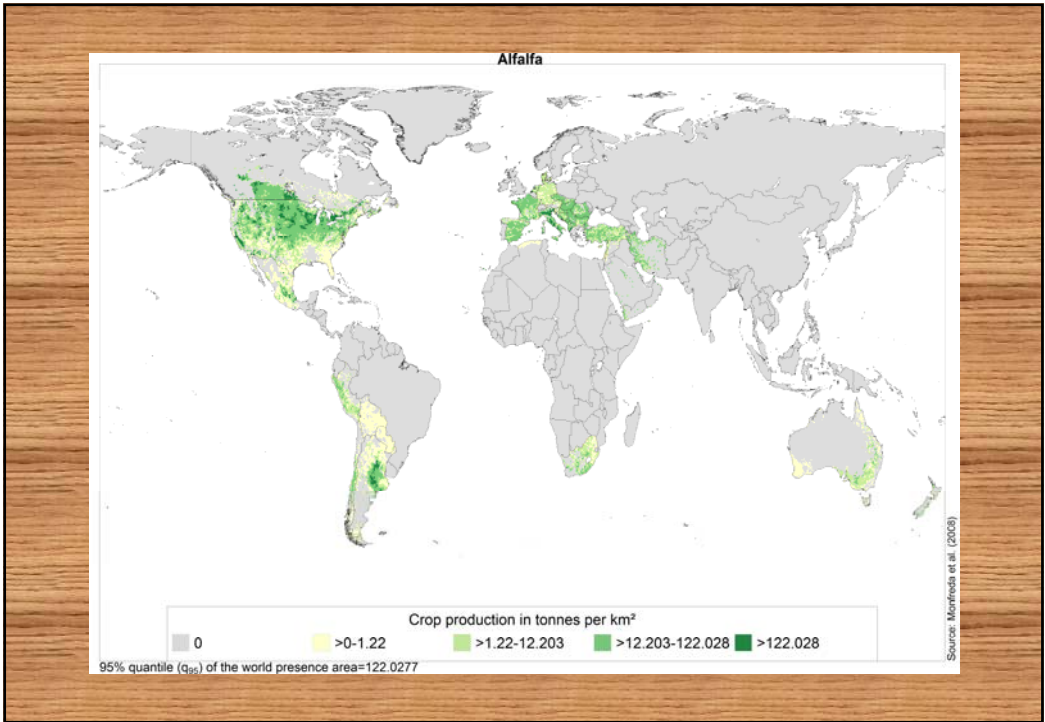 Alfalfa
Crop production in tonnes per km²
0 >0-1.22 >1.22-12.203 >12.203-122.028 >122.028
95% quantile (q₉₅) of the world presence area=122.0277
Source: Monfreda et al. (2008)